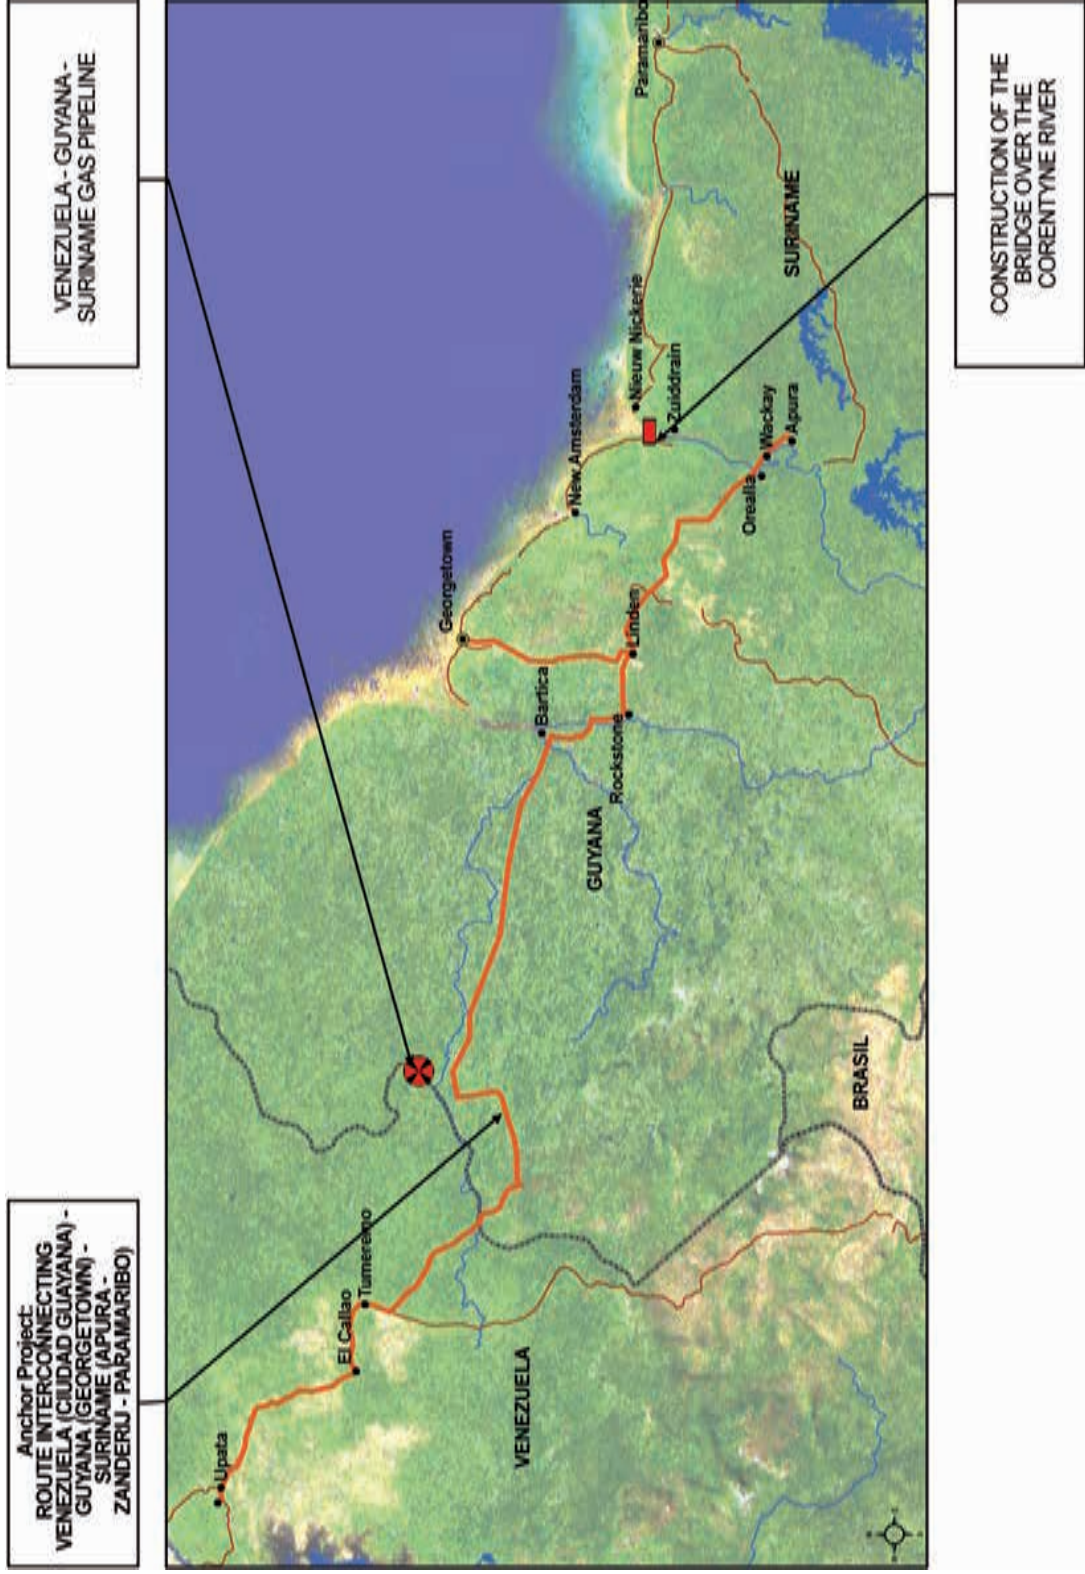 Anchor Project:
ROUTE INTERCONNECTING
VENEZUELA (CIUDAD GUAYANA) -
GUYANA (GEORGETOWN) -
SURINAME (APURA -
ZANDERIJ - PARAMARIBO)
VENEZUELA - GUYANA -
SURINAME GAS PIPELINE
Upata
El Callao
Tumeremo
VENEZUELA
BRASIL
GUYANA
Georgetown
Bartica
Rockstone
Linden
New Amsterdam
Nieuw Nickerie
Zuiddrain
Orealla
Wackay
Apura
SURINAME
Paramaribo
CONSTRUCTION OF THE
BRIDGE OVER THE
CORENTYNE RIVER